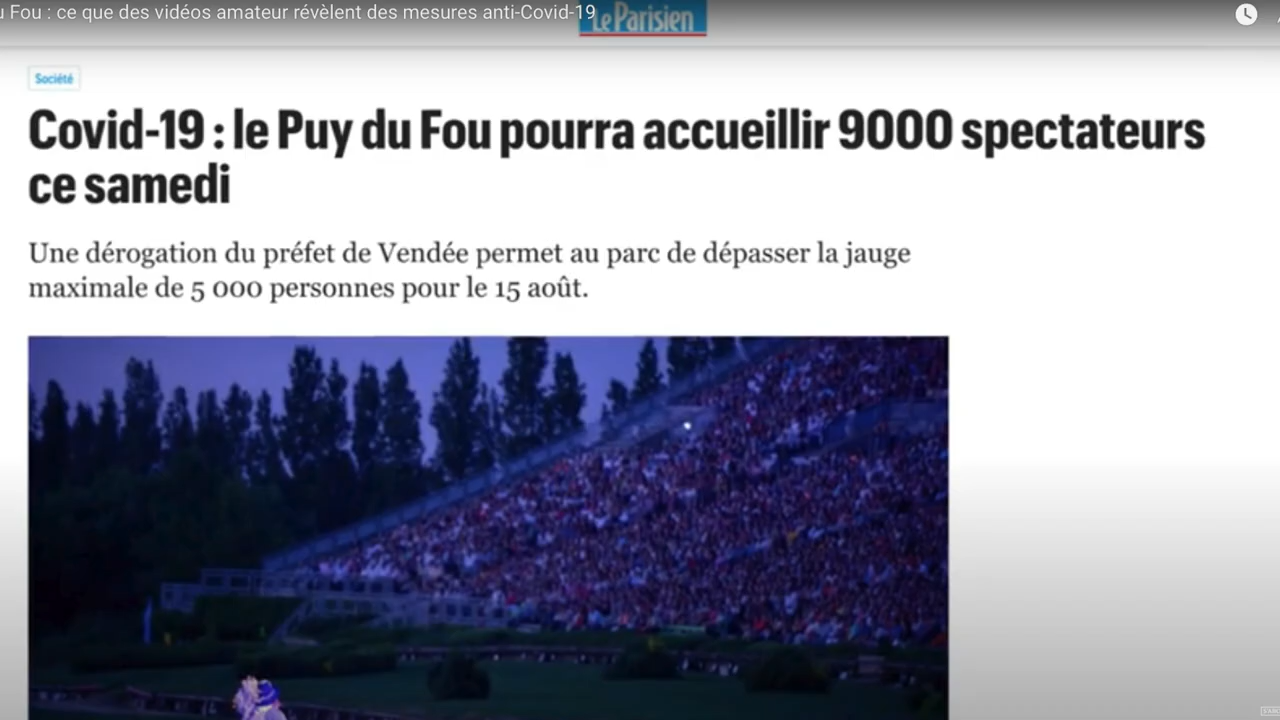 Fou : ce que des vidéos amateur révèlent des mesures anti-Covid-19
Le Parisien
Société
Covid-19 : le Puy du Fou pourra accueillir 9000 spectateurs
ce samedi
Une dérogation du préfet de Vendée permet au parc de dépasser la jauge
maximale de 5 000 personnes pour le 15 août.